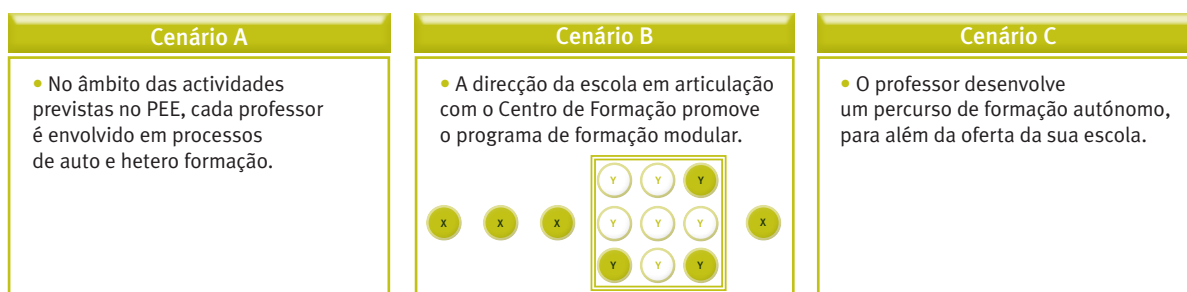 Cenário A
• No âmbito das actividades
previstas no PEE, cada professor
é envolvido em processos
de auto e hetero formação.
Cenário B
• A direcção da escola em articulação
com o Centro de Formação promove
o programa de formação modular.
Y Y Y
X X X Y Y Y X
Y Y Y
Cenário C
• O professor desenvolve
um percurso de formação autónomo,
para além da oferta da sua escola.